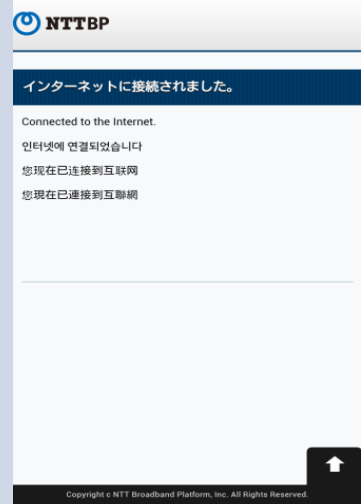 NTTBP
インターネットに接続されました。
Connected to the Internet.
인터넷에 연결되었습니다
您现在已连接到互联网
您現在已連接到互聯網
Copyright c NTT Broadband Platform, Inc. All Rights Reserved.